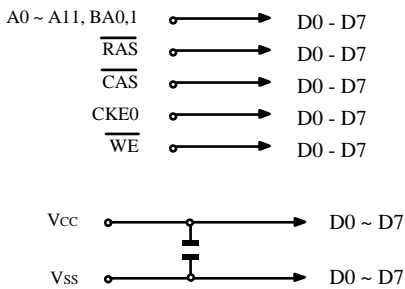 A0 ~ A11, BA0,1 D0 - D7
RAS D0 - D7
CAS D0 - D7
CKE0 D0 - D7
WE D0 - D7
VCC D0 ~ D7
VSS D0 ~ D7